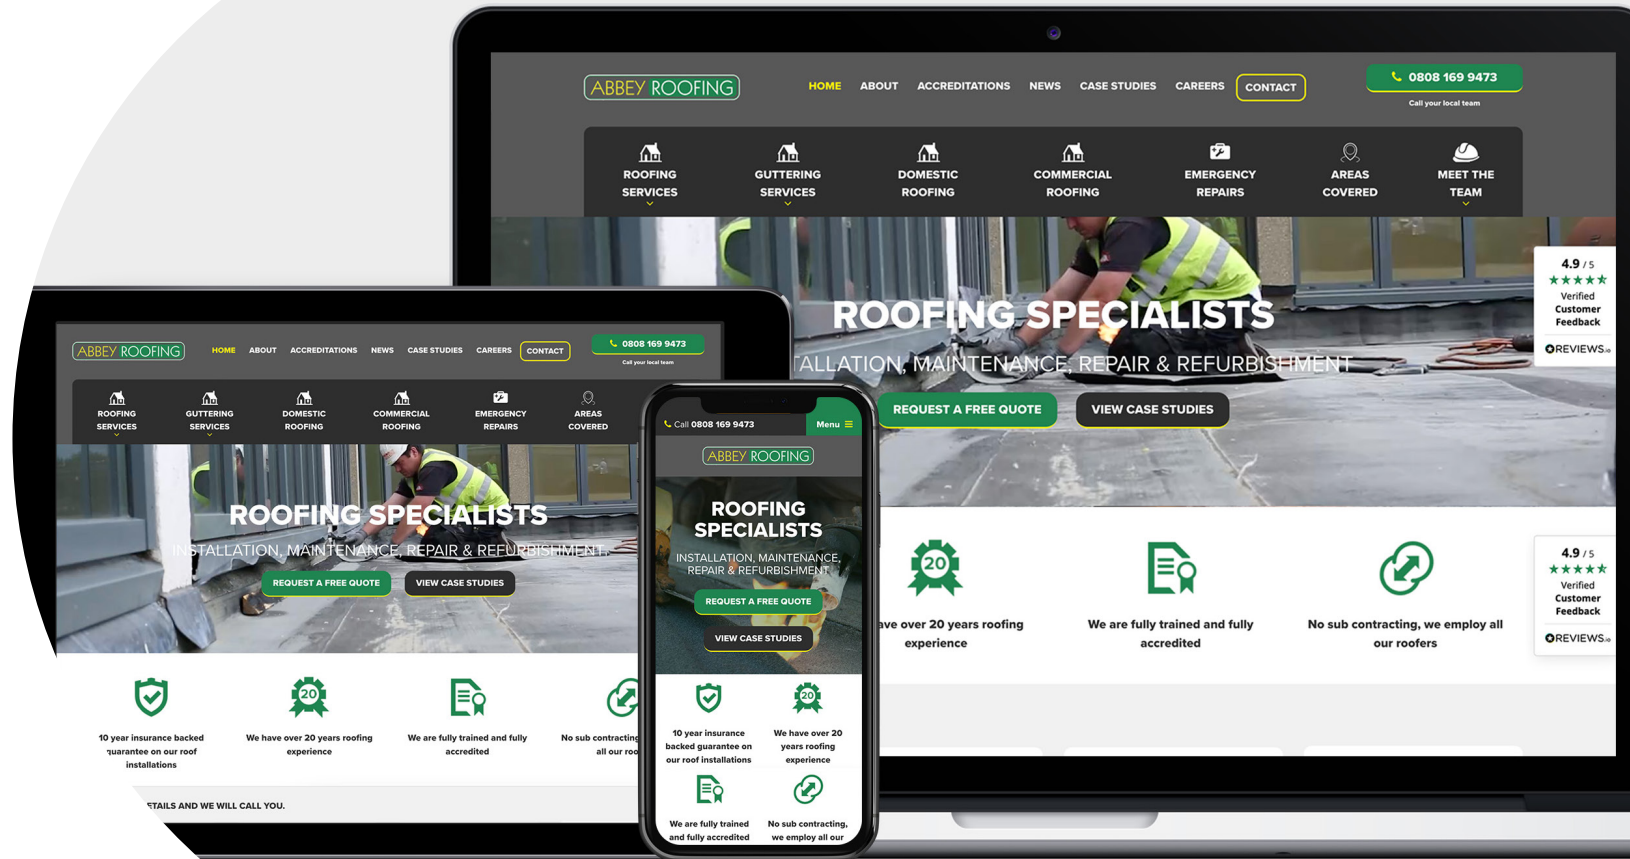 ABBEY ROOFING
HOME ABOUT ACCREDITATIONS NEWS CASE STUDIES CAREERS CONTACT
0808 169 9473
Call your local team
ROOFING SERVICES
GUTTERING SERVICES
DOMESTIC ROOFING
COMMERCIAL ROOFING
EMERGENCY REPAIRS
AREAS COVERED
MEET THE TEAM
ROOFING SPECIALISTS
TALLATION, MAINTENANCE, REPAIR & REFURBISHMENT
REQUEST A FREE QUOTE
VIEW CASE STUDIES
4.9 / 5
Verified
Customer
Feedback
REVIEWS.io
20
ave over 20 years roofing
experience
We are fully trained and fully
accredited
No sub contracting, we employ all
our roofers
4.9 / 5
Verified
Customer
Feedback
REVIEWS.io
ABBEY ROOFING
HOME ABOUT ACCREDITATIONS NEWS CASE STUDIES CAREERS CONTACT
0808 169 9473
Call your local team
ROOFING SERVICES
GUTTERING SERVICES
DOMESTIC ROOFING
COMMERCIAL ROOFING
EMERGENCY REPAIRS
AREAS COVERED
ROOFING SPECIALISTS
INSTALLATION, MAINTENANCE, REPAIR & REFURBISHMENT.
REQUEST A FREE QUOTE
VIEW CASE STUDIES
10 year insurance backed
guarantee on our roof
installations
20
We have over 20 years roofing
experience
We are fully trained and fully
accredited
No sub contracting
all our roo
ETAILS AND WE WILL CALL YOU.
Call 0808 169 9473
Menu
ABBEY ROOFING
ROOFING
SPECIALISTS
INSTALLATION, MAINTENANCE,
REPAIR & REFURBISHMENT
REQUEST A FREE QUOTE
VIEW CASE STUDIES
10 year insurance
backed guarantee on
our roof installations
20
We have over 20
years roofing
experience
We are fully trained
and fully accredited
No sub contracting,
we employ all our